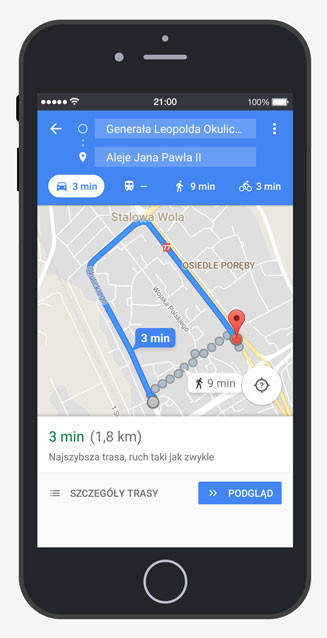 21:00
100%
Generała Leopolda Okulic...
Aleje Jana Pawła II
3 min
–
9 min
3 min
Stalowa Wola
OSIEDLE PORĘBY
Wojska Polskiego
3 min
9 min
3 min (1,8 km)
Najszybsza trasa, ruch taki jak zwykle
SZCZEGÓŁY TRASY
PODGLĄD